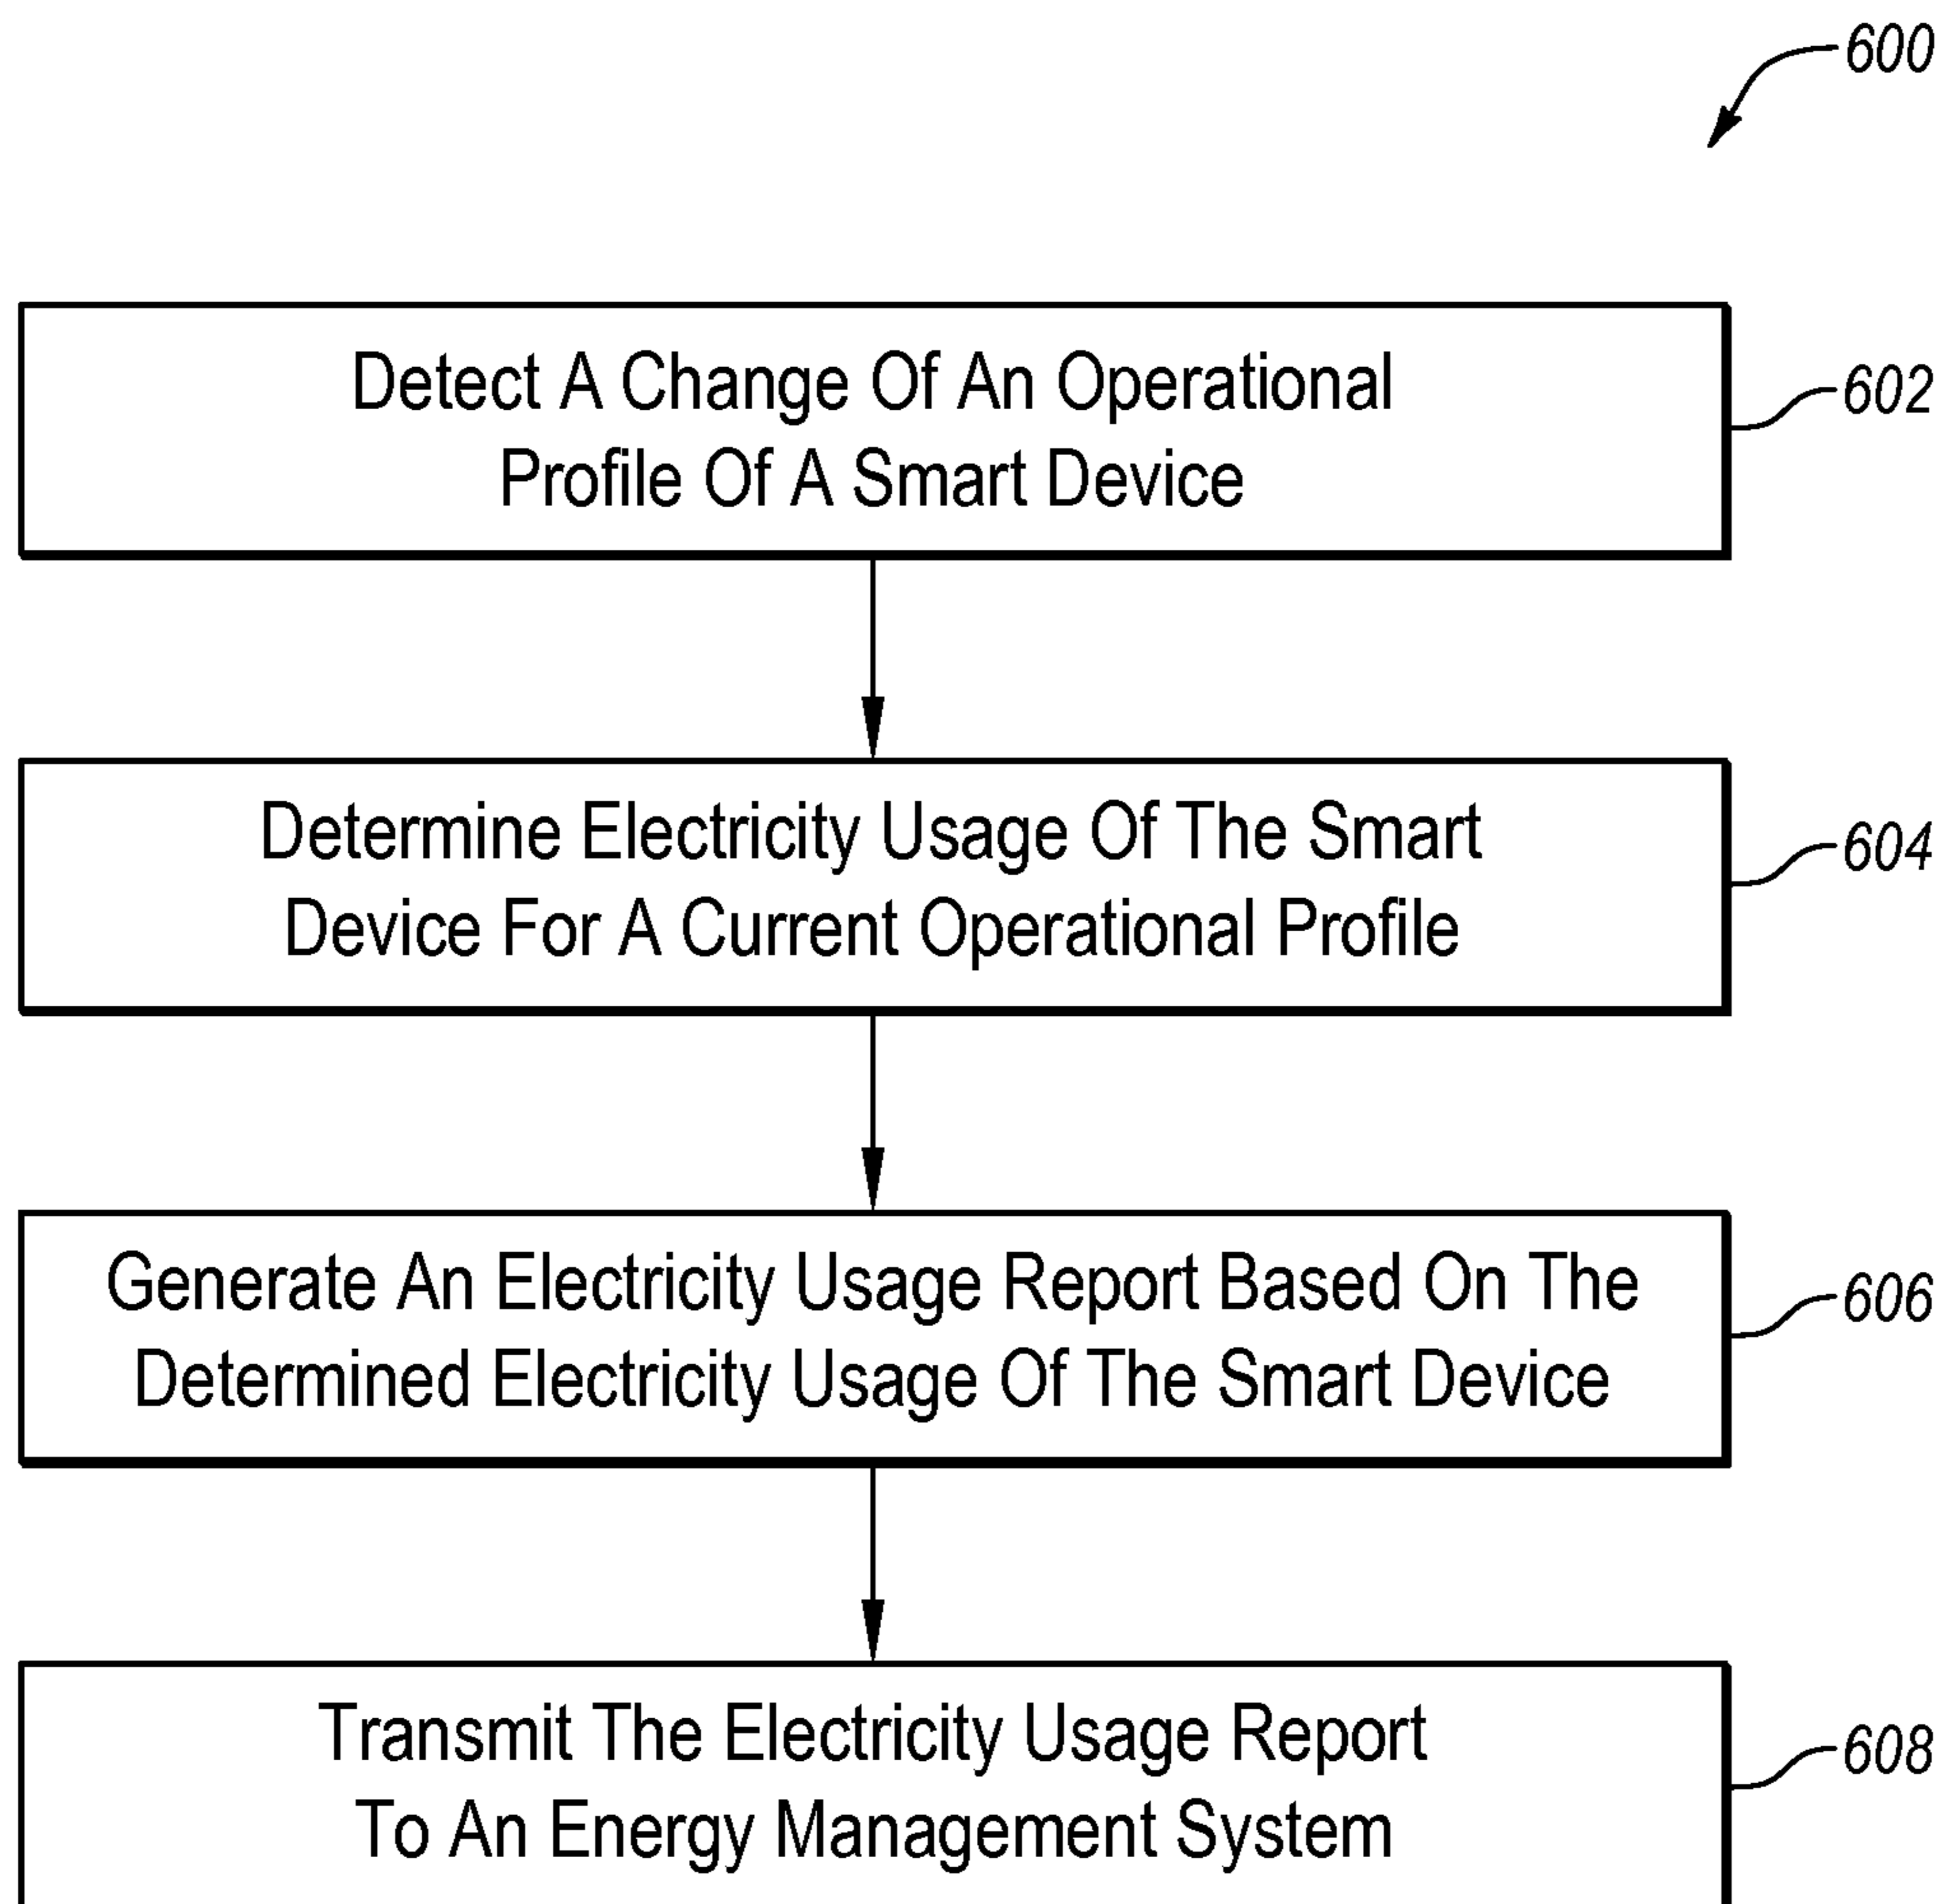 600
Detect A Change Of An Operational
Profile Of A Smart Device
602
Determine Electricity Usage Of The Smart
Device For A Current Operational Profile
604
Generate An Electricity Usage Report Based On The
Determined Electricity Usage Of The Smart Device
606
Transmit The Electricity Usage Report
To An Energy Management System
608